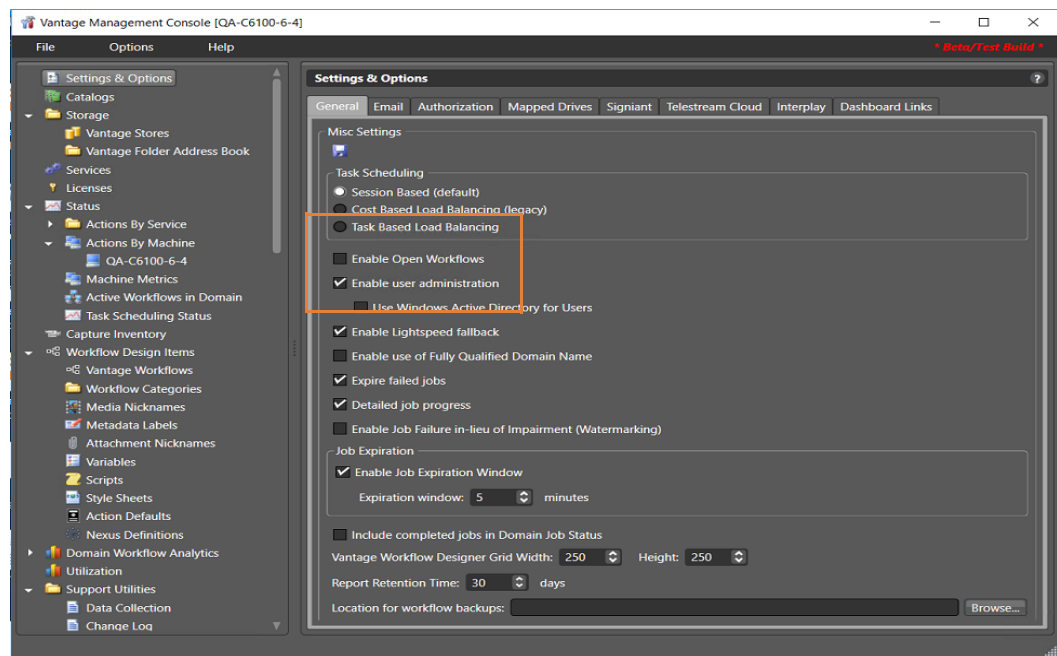 Vantage Management Console [QA-C6100-6-4]
File Options Help
* Beta/Test Build *
Settings & Options
Catalogs
Storage
Vantage Stores
Vantage Folder Address Book
Services
Licenses
Status
Actions By Service
Actions By Machine
QA-C6100-6-4
Machine Metrics
Active Workflows in Domain
Task Scheduling Status
Capture Inventory
Workflow Design Items
Vantage Workflows
Workflow Categories
Media Nicknames
Metadata Labels
Attachment Nicknames
Variables
Scripts
Style Sheets
Action Defaults
Nexus Definitions
Domain Workflow Analytics
Utilization
Support Utilities
Data Collection
Change Log
Settings & Options ?
General Email Authorization Mapped Drives Signiant Telestream Cloud Interplay Dashboard Links
Misc Settings
Task Scheduling
Session Based (default)
Cost Based Load Balancing (legacy)
Task Based Load Balancing
Enable Open Workflows
Enable user administration
Use Windows Active Directory for Users
Enable Lightspeed fallback
Enable use of Fully Qualified Domain Name
Expire failed jobs
Detailed job progress
Enable Job Failure in-lieu of Impairment (Watermarking)
Job Expiration
Enable Job Expiration Window
Expiration window: 5 minutes
Include completed jobs in Domain Job Status
Vantage Workflow Designer Grid Width: 250 Height: 250
Report Retention Time: 30 days
Location for workflow backups: Browse...